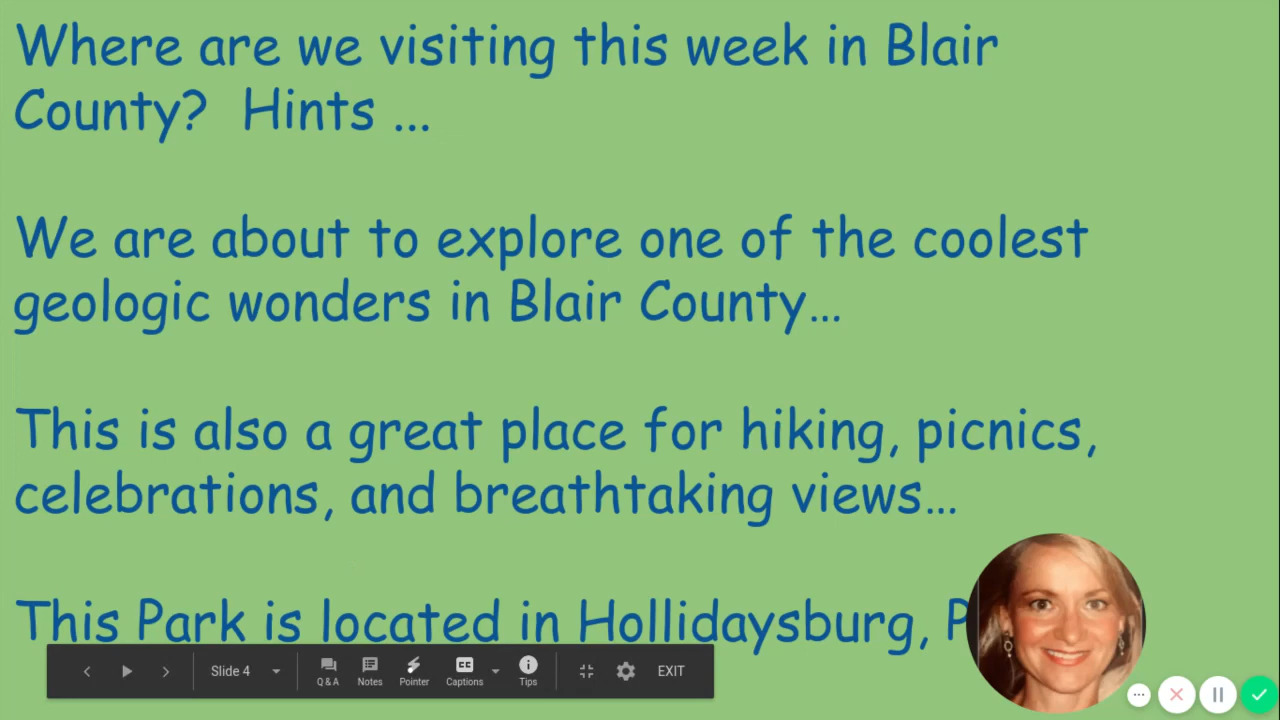 Where are we visiting this week in Blair
County? Hints ...
We are about to explore one of the coolest
geologic wonders in Blair County...
This is also a great place for hiking, picnics,
celebrations, and breathtaking views...
This Park is located in Hollidaysburg,
Slide 4
Q & A
Notes
Pointer
CC
Captions
Tips
EXIT